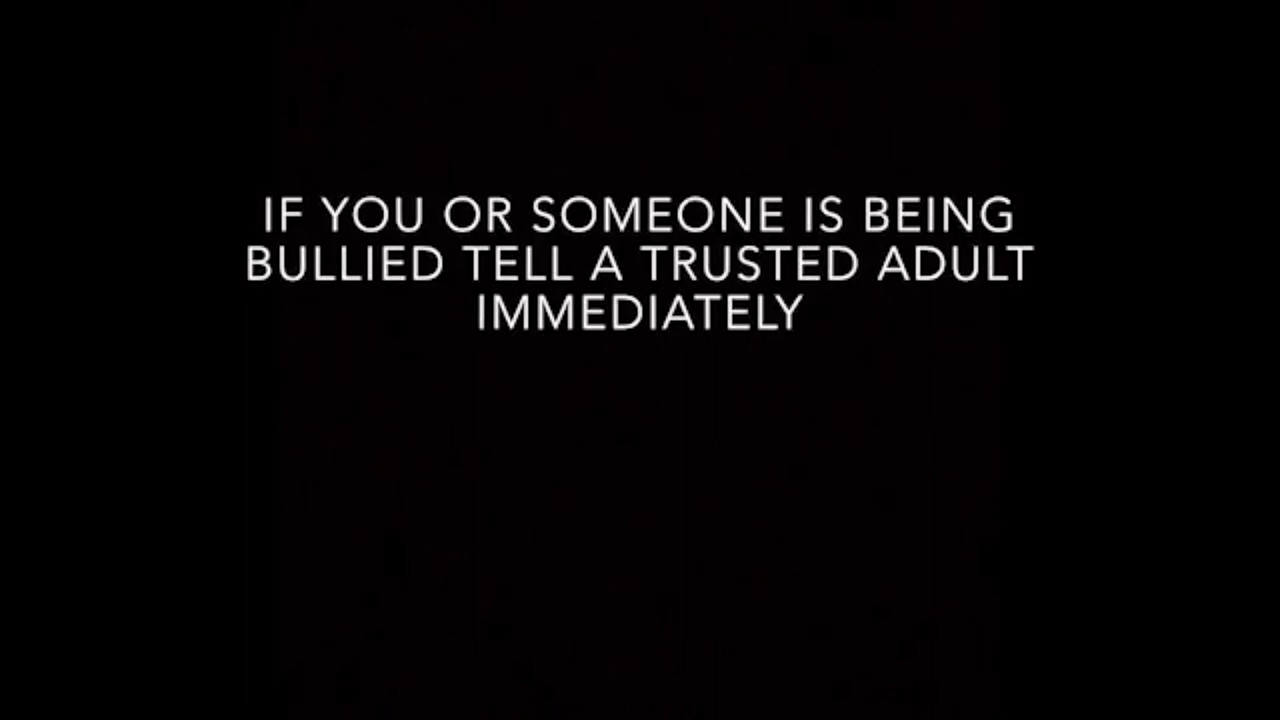 IF YOU OR SOMEONE IS BEING
BULLIED TELL A TRUSTED ADULT
IMMEDIATELY